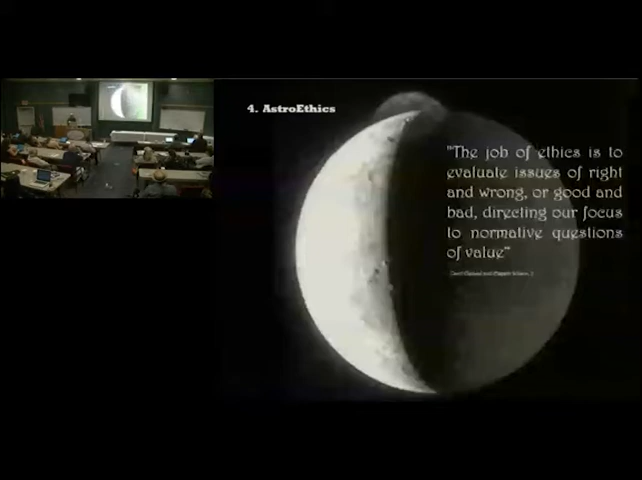 4. AstroEthics
"The job of ethics is to
evaluate issues of right
and wrong, or good and
bad, directing our focus
to normative questions
of value"